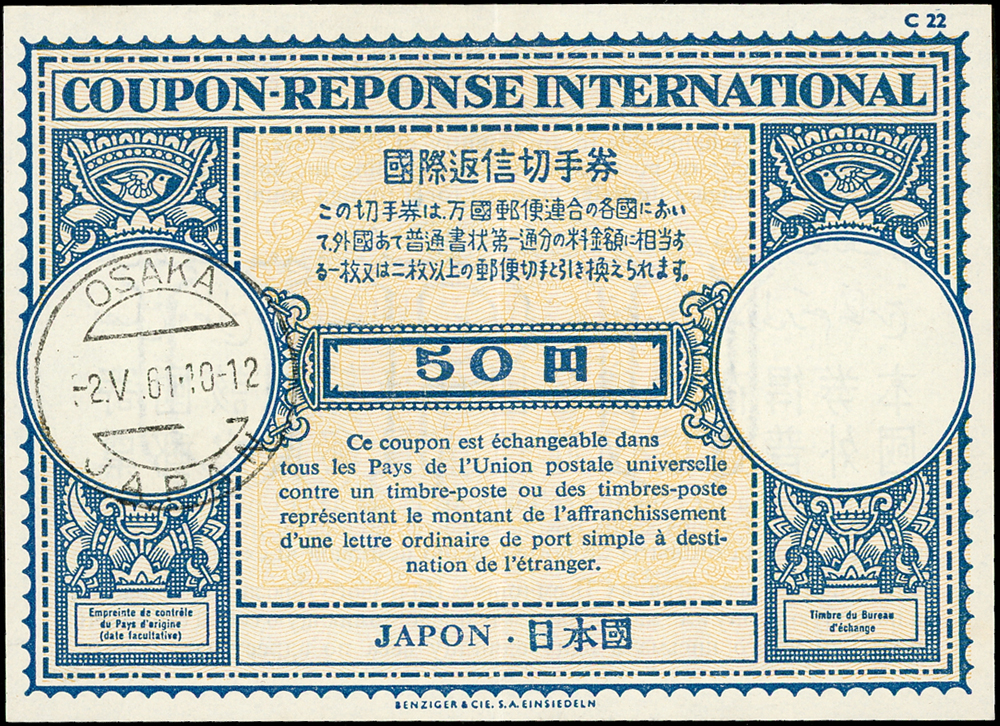 C 22
COUPON-REPONSE INTERNATIONAL
國際返信切手券
この切手券は、万國郵便連合の各國におい
て、外國あて普通書状第一通分の料金額に相当す
る一枚又は二枚以上の郵便切手と引き換えられます。
OSAKA
-2.V.61.10-12
JAPAN
50円
Ce coupon est échangeable dans
tous les Pays de l'Union postale universelle
contre un timbre-poste ou des timbres-poste
représentant le montant de l'affranchissement
d'une lettre ordinaire de port simple à desti-
nation de l'étranger.
Empreinte de contrôle
du Pays d'origine
(date facultative)
Timbre du Bureau
d'échange
JAPON · 日本國
BENZIGER & CIE. S.A. EINSIEDELN